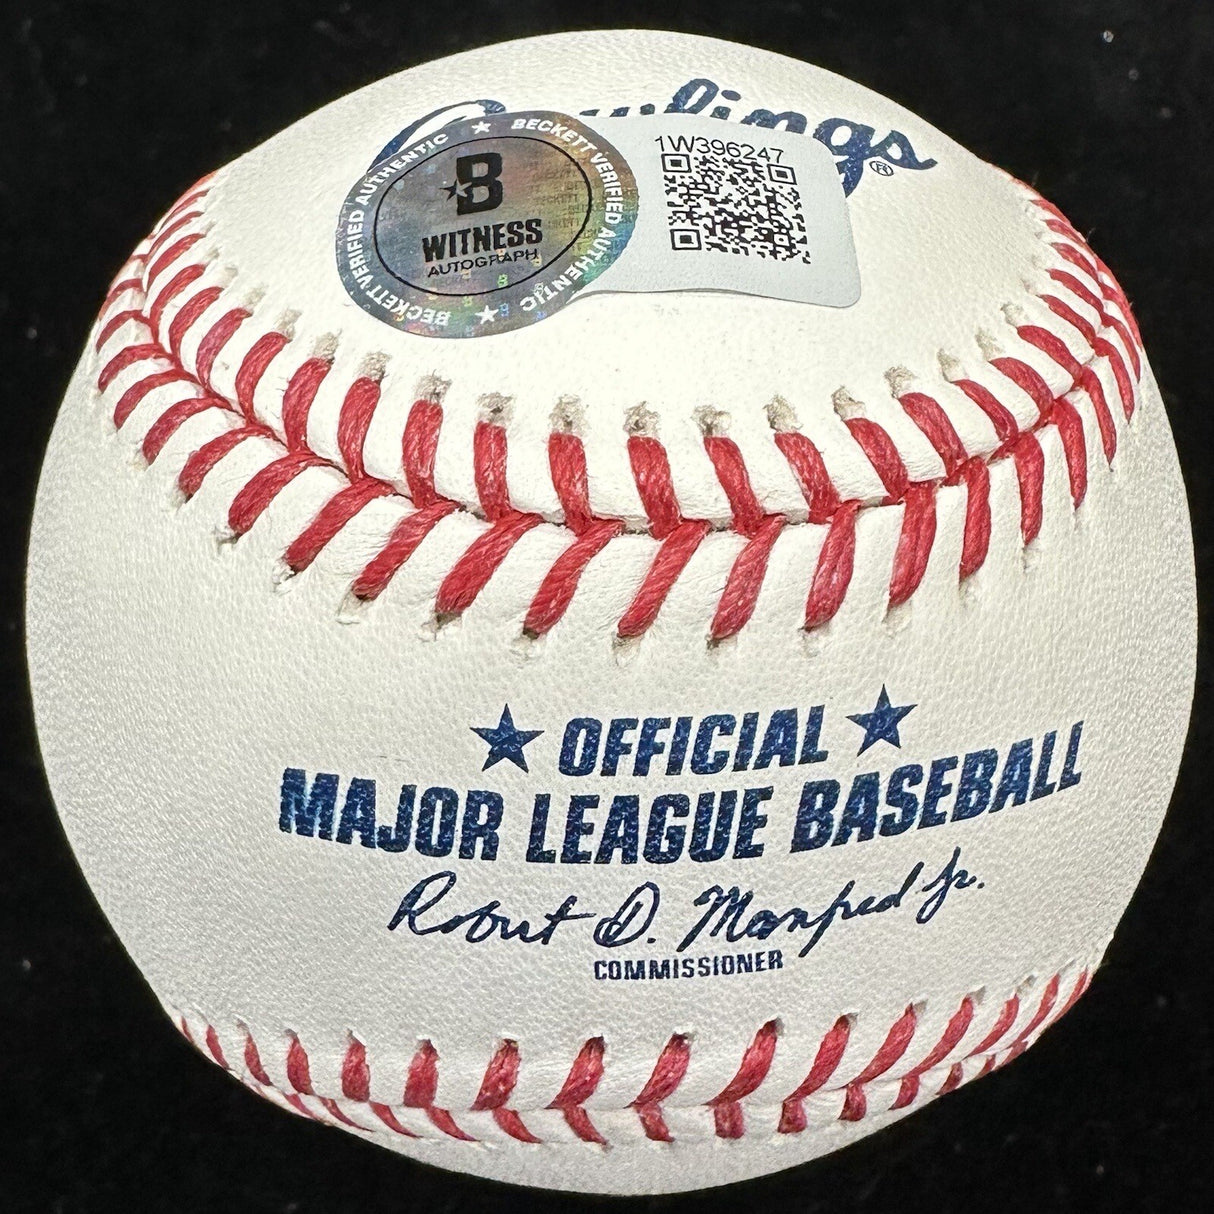 Rawlings®
BECKETT VERIFIED AUTHENTIC ★ BECKETT VERIFIED AUTHENTIC ★
B
WITNESS
AUTOGRAPH
1W396247
★ OFFICIAL ★
MAJOR LEAGUE BASEBALL
Robert D. Manfred Jr.
COMMISSIONER